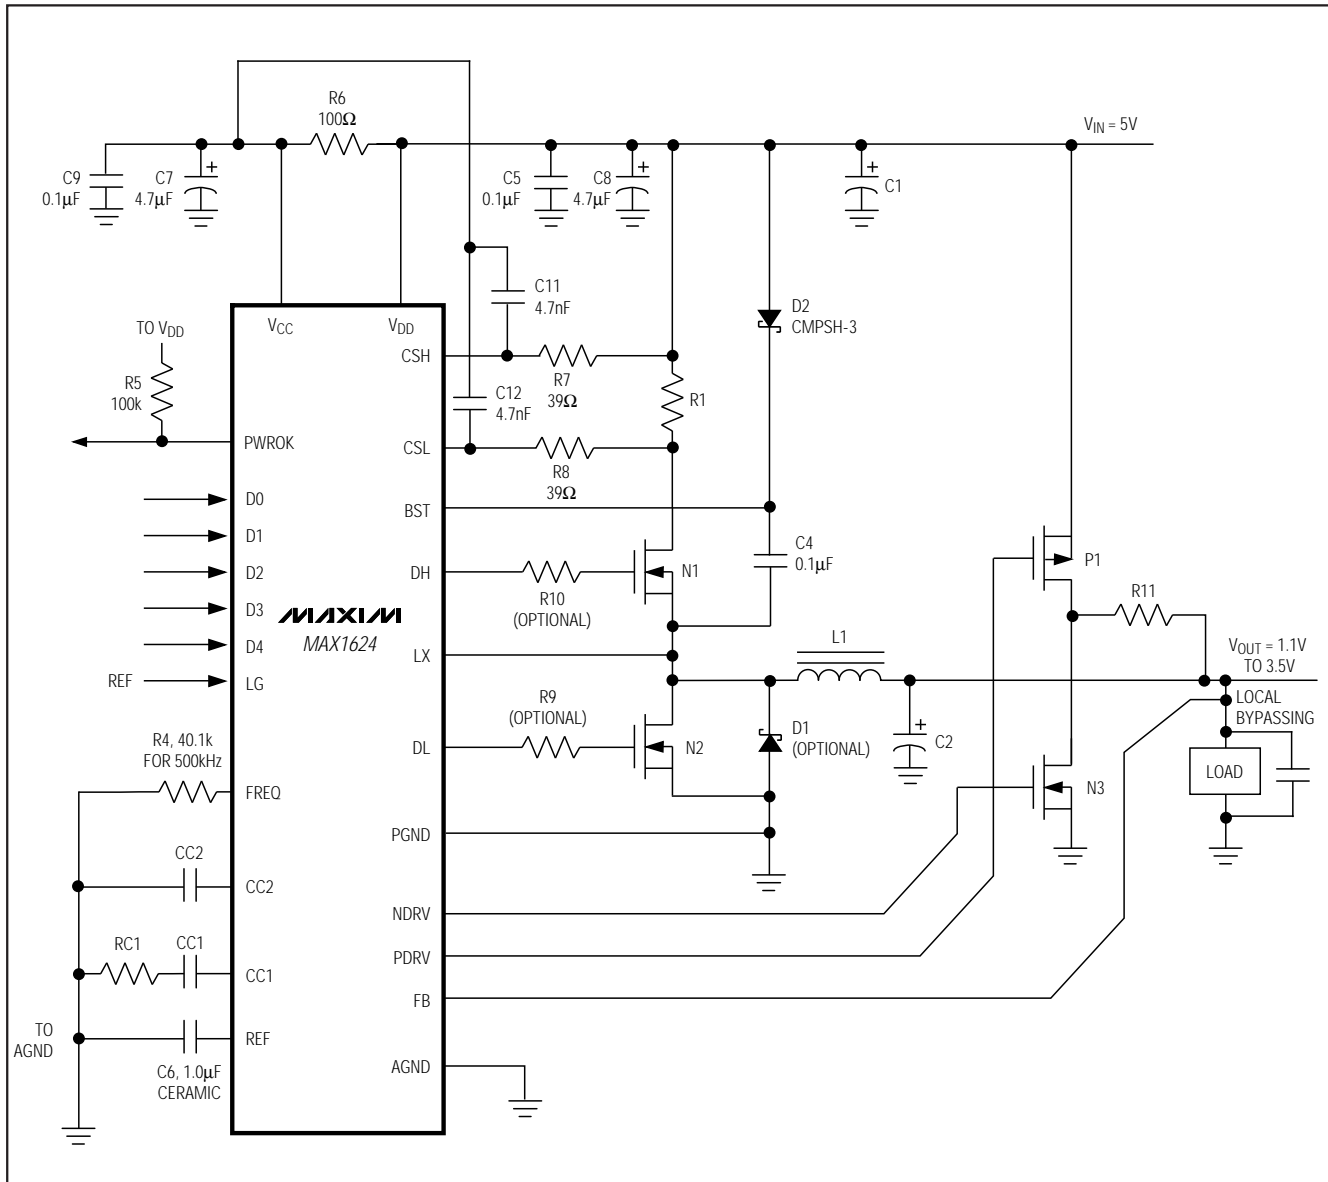 R6
100Ω
V_IN = 5V
C9
0.1µF
C7
4.7µF
+
C5
0.1µF
C8
4.7µF
+
+
C1
C11
4.7nF
D2
CMPSH-3
TO V_DD
V_CC
V_DD
CSH
R7
39Ω
R5
100k
C12
4.7nF
R1
PWROK
CSL
R8
39Ω
D0
BST
D1
C4
0.1µF
D2
DH
N1
P1
R10
(OPTIONAL)
R11
D3
MAXIM
MAX1624
D4
LX
L1
V_OUT = 1.1V
TO 3.5V
REF
LG
R9
(OPTIONAL)
LOCAL
BYPASSING
DL
N2
D1
(OPTIONAL)
+
C2
R4, 40.1k
FOR 500kHz
LOAD
FREQ
N3
PGND
CC2
CC2
NDRV
RC1
CC1
CC1
PDRV
FB
TO
AGND
REF
C6, 1.0µF
CERAMIC
AGND